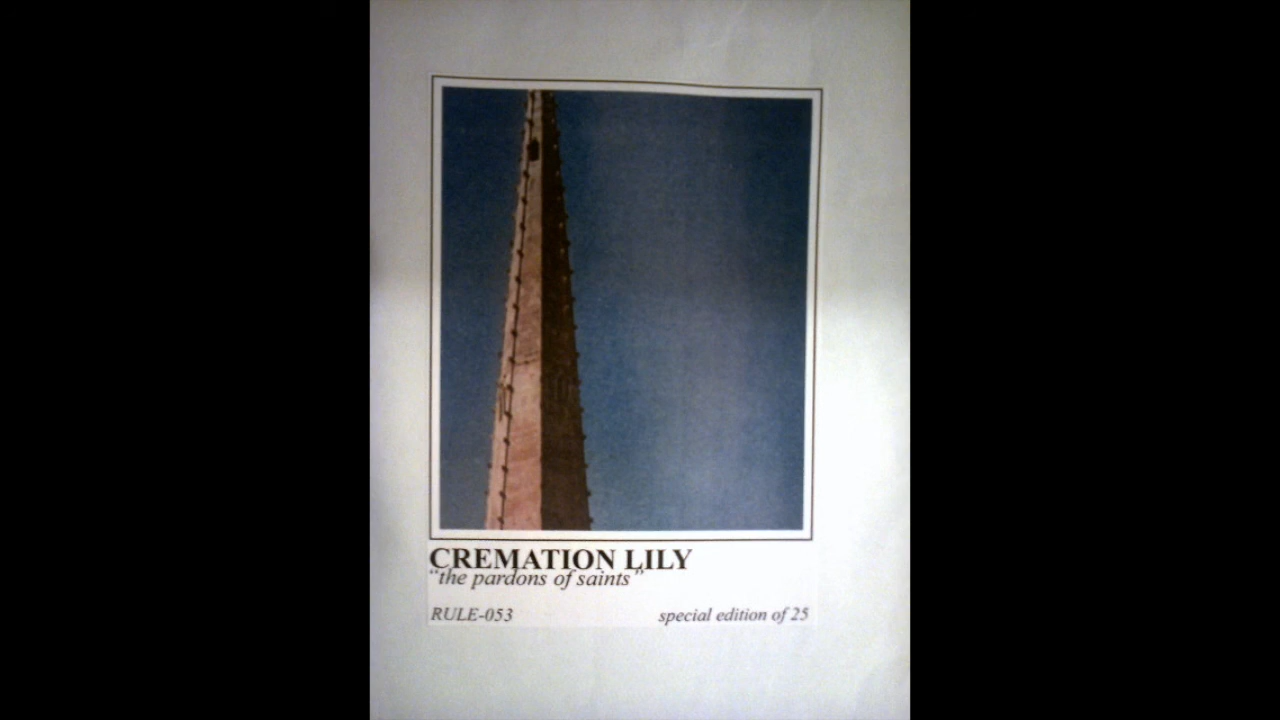 CREMATION LILY
“the pardons of saints”
RULE-053
special edition of 25